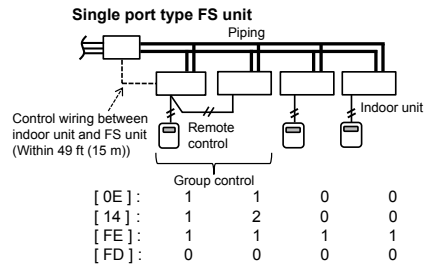 Single port type FS unit
Piping
Indoor unit
Control wiring between
indoor unit and FS unit
(Within 49 ft (15 m))
Remote
control
Group control
[ 0E ] : 1 1 0 0
[ 14 ] : 1 2 0 0
[ FE ] : 1 1 1 1
[ FD ] : 0 0 0 0